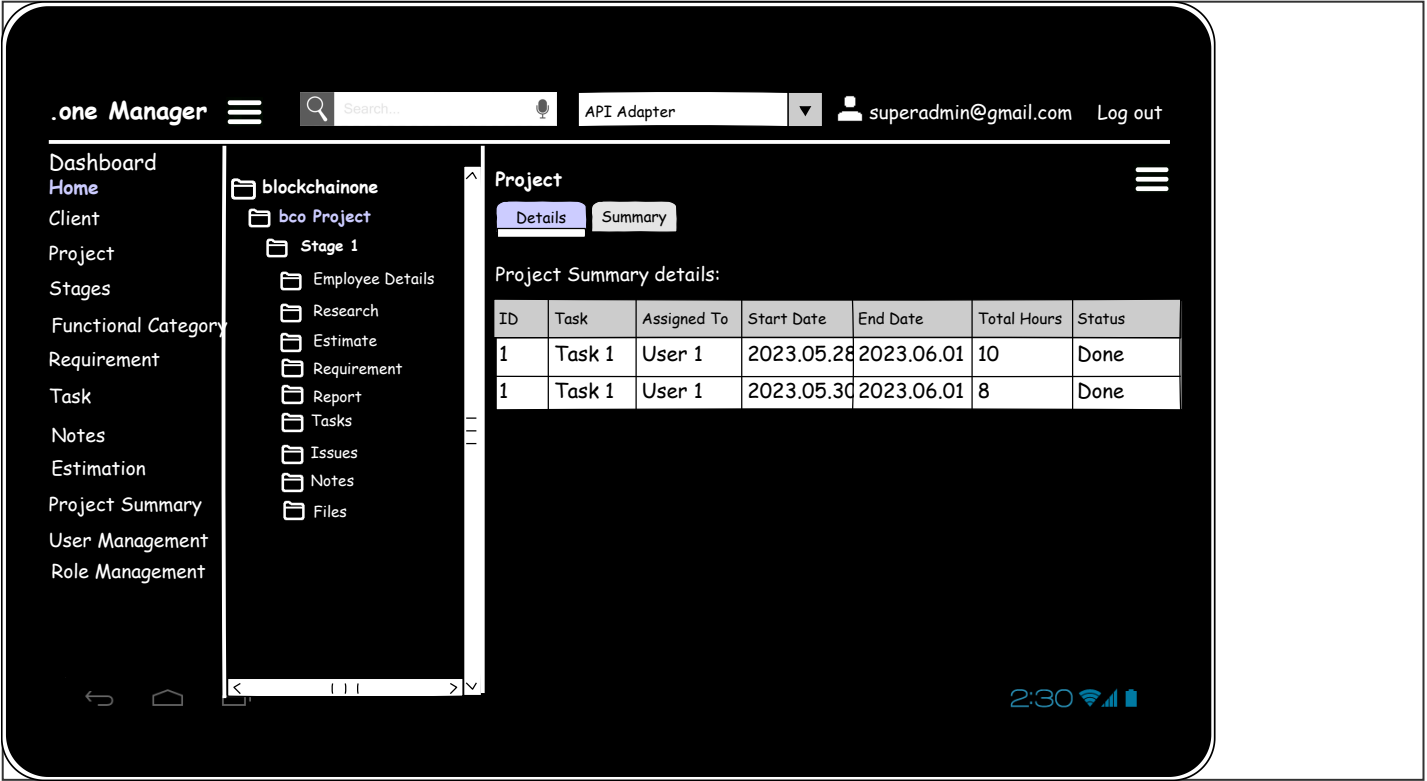 .one Manager Search... API Adapter superadmin@gmail.com Log out
Dashboard
Home
Client
Project
Stages
Functional Category
Requirement
Task
Notes
Estimation
Project Summary
User Management
Role Management
blockchainone
bco Project
Stage 1
Employee Details
Research
Estimate
Requirement
Report
Tasks
Issues
Notes
Files
Project
Details Summary
Project Summary details:
ID Task Assigned To Start Date End Date Total Hours Status
1 Task 1 User 1 2023.05.28 2023.06.01 10 Done
1 Task 1 User 1 2023.05.30 2023.06.01 8 Done
2:30